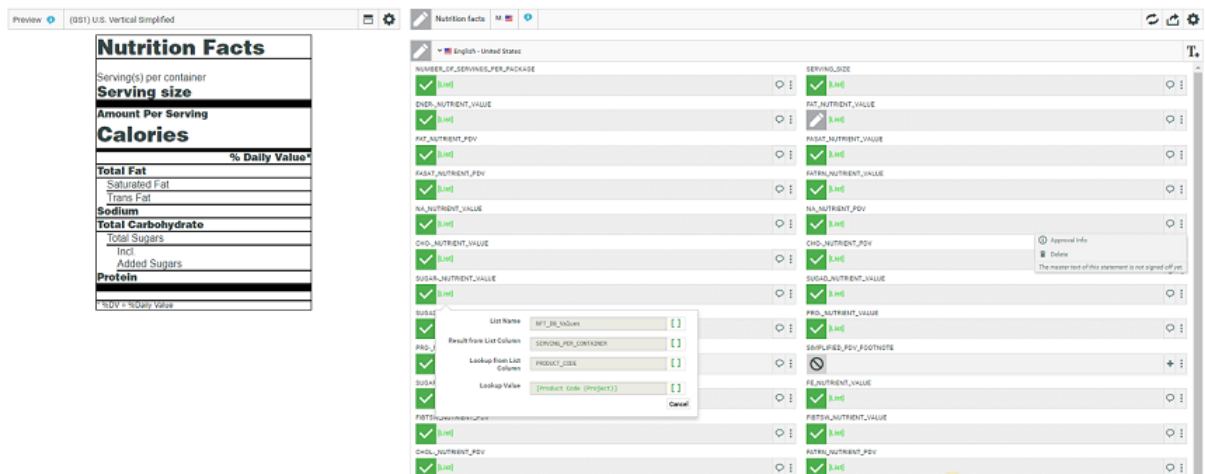 Preview
(GS1) U.S. Vertical Simplified
Nutrition Facts
Serving(s) per container
Serving size
Amount Per Serving
Calories
% Daily Value*
Total Fat
Saturated Fat
Trans Fat
Sodium
Total Carbohydrate
Total Sugars
Incl.
Added Sugars
Protein
* %DV = %Daily Value
Nutrition facts M
English - United States
NUMBER_OF_SERVINGS_PER_PACKAGE
[List]
SERVING_SIZE
[List]
ENER-_NUTRIENT_VALUE
[List]
FAT_NUTRIENT_VALUE
[List]
FAT_NUTRIENT_PDV
[List]
FASAT_NUTRIENT_VALUE
[List]
FASAT_NUTRIENT_PDV
[List]
FATRN_NUTRIENT_VALUE
[List]
NA_NUTRIENT_VALUE
[List]
NA_NUTRIENT_PDV
[List]
CHO-_NUTRIENT_VALUE
[List]
CHO-_NUTRIENT_PDV
[List]
Approval Info
Delete
The master text of this statement is not signed off yet.
SUGAR-_NUTRIENT_VALUE
[List]
SUGAD_NUTRIENT_VALUE
[List]
SUGAD
PRO-_NUTRIENT_VALUE
[List]
List Name
NFT_DB_Values
[ ]
Result from List Column
SERVING_PER_CONTAINER
[ ]
Lookup from List Column
PRODUCT_CODE
[ ]
Lookup Value
[Product Code (Project)]
[ ]
Cancel
PRO-_
SIMPLIFIED_PDV_FOOTNOTE
SUGAR
FE_NUTRIENT_VALUE
[List]
FIBTSW_NUTRIENT_PDV
[List]
FIBTSW_NUTRIENT_VALUE
[List]
CHOL-_NUTRIENT_PDV
[List]
FATRN_NUTRIENT_PDV
[List]